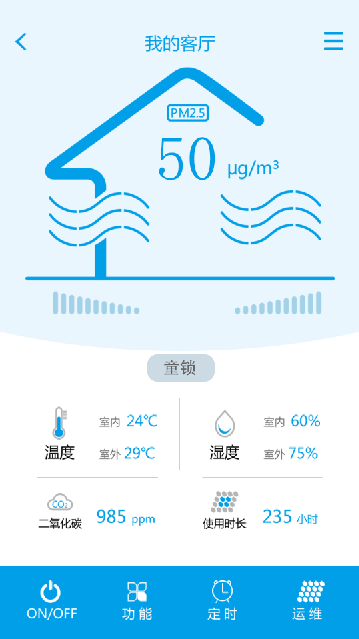 我的客厅
PM2.5
50 μg/m³
童锁
室内 24℃
温度
室外 29℃
室内 60%
湿度
室外 75%
CO₂
二氧化碳
985 ppm
使用时长
235 小时
ON/OFF
功能
定时
运维